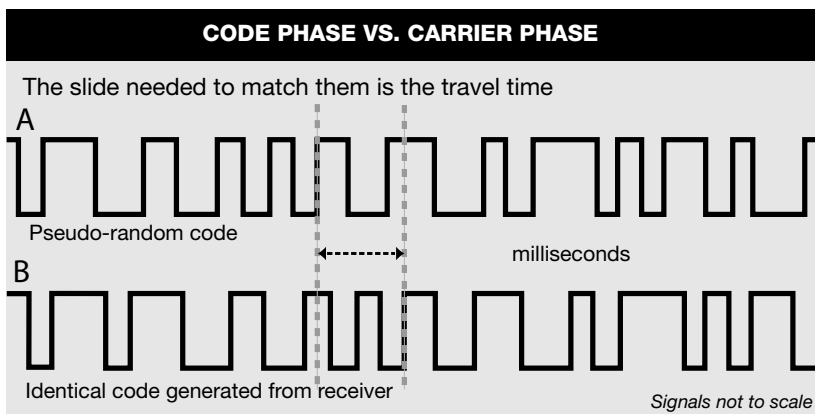 CODE PHASE VS. CARRIER PHASE
The slide needed to match them is the travel time
A
Pseudo-random code
milliseconds
B
Identical code generated from receiver
Signals not to scale